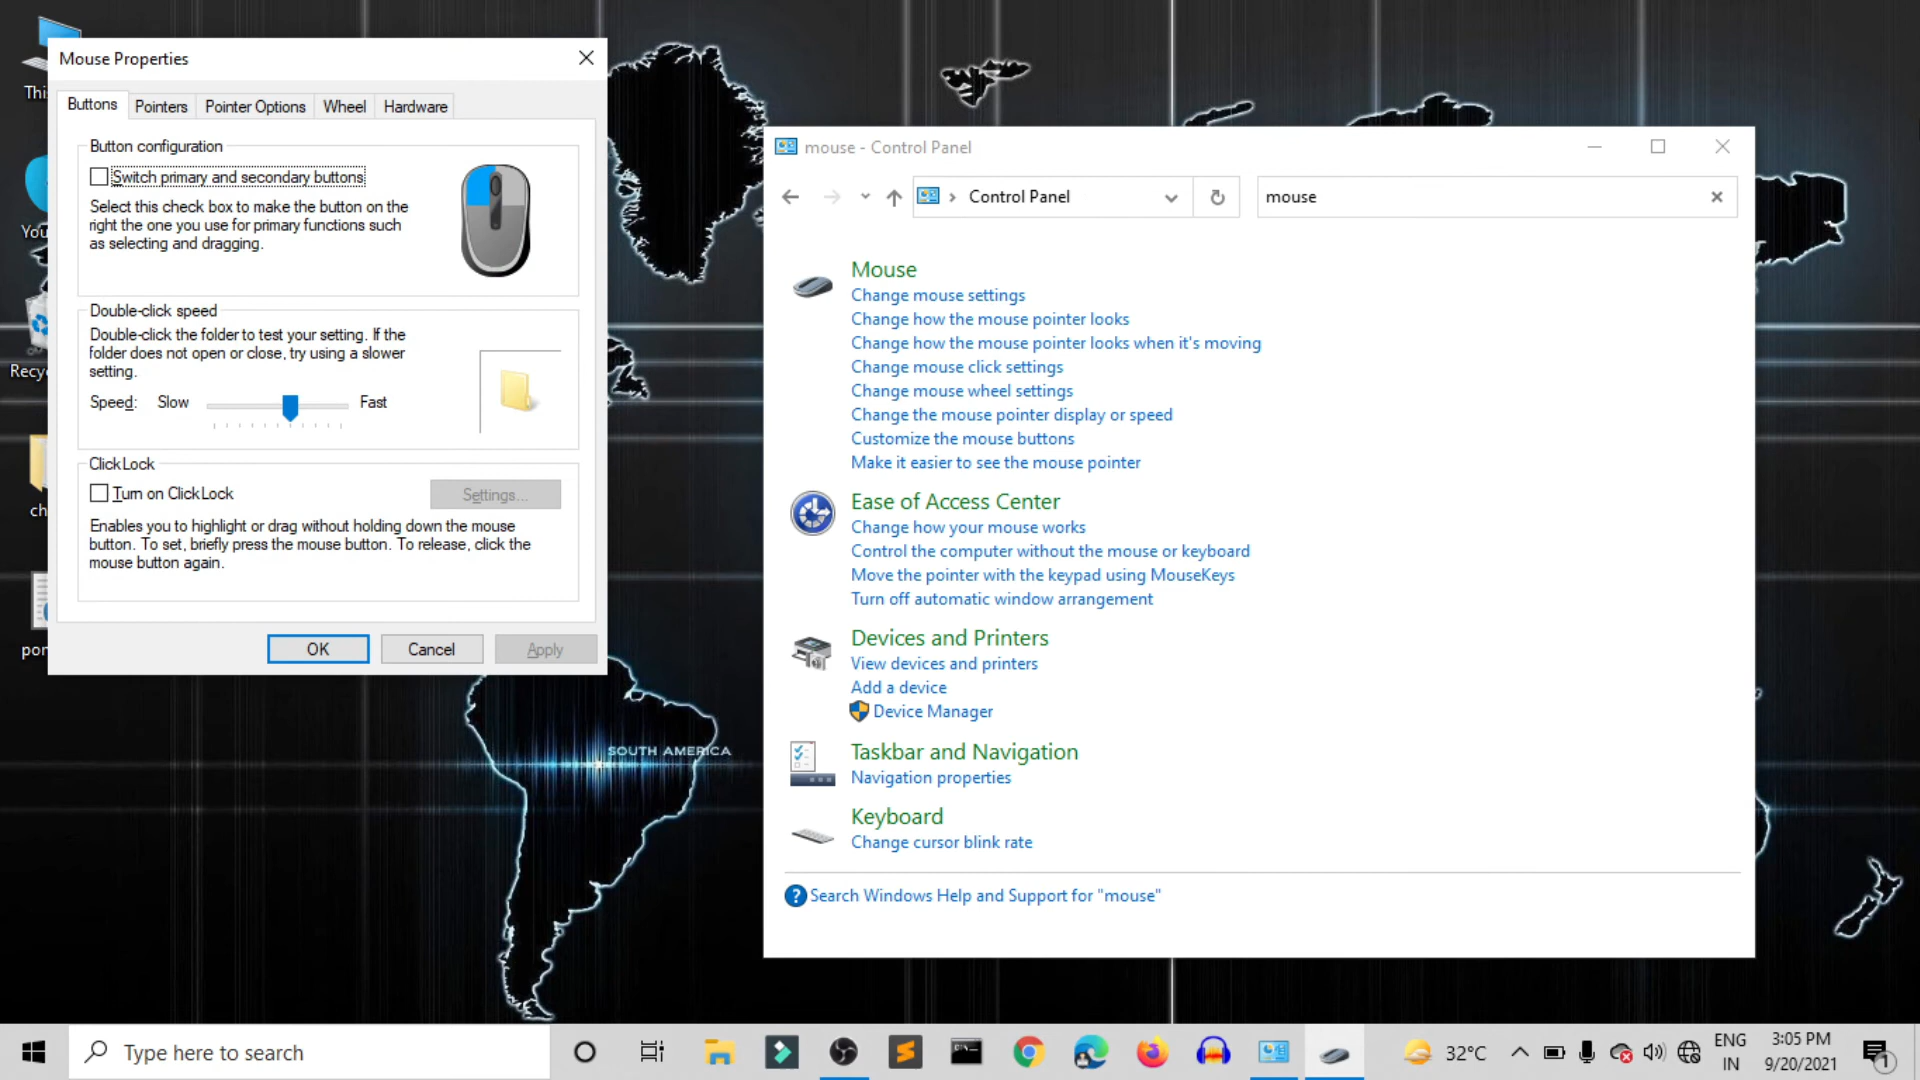 Mouse Properties
Buttons
Pointers
Pointer Options
Wheel
Hardware
Button configuration
Switch primary and secondary buttons
Select this check box to make the button on the
right the one you use for primary functions such
as selecting and dragging.
Double-click speed
Double-click the folder to test your setting. If the
folder does not open or close, try using a slower
setting.
Speed: Slow Fast
ClickLock
Turn on ClickLock
Settings...
Enables you to highlight or drag without holding down the mouse
button. To set, briefly press the mouse button. To release, click the
mouse button again.
OK
Cancel
Apply
Thi
You
Recy
ch
SOUTH AMERICA
mouse - Control Panel
Control Panel
mouse
Mouse
Change mouse settings
Change how the mouse pointer looks
Change how the mouse pointer looks when it's moving
Change mouse click settings
Change mouse wheel settings
Change the mouse pointer display or speed
Customize the mouse buttons
Make it easier to see the mouse pointer
Ease of Access Center
Change how your mouse works
Control the computer without the mouse or keyboard
Move the pointer with the keypad using MouseKeys
Turn off automatic window arrangement
Devices and Printers
View devices and printers
Add a device
Device Manager
Taskbar and Navigation
Navigation properties
Keyboard
Change cursor blink rate
Search Windows Help and Support for "mouse"
Type here to search
32°C
ENG
IN
3:05 PM
9/20/2021
1